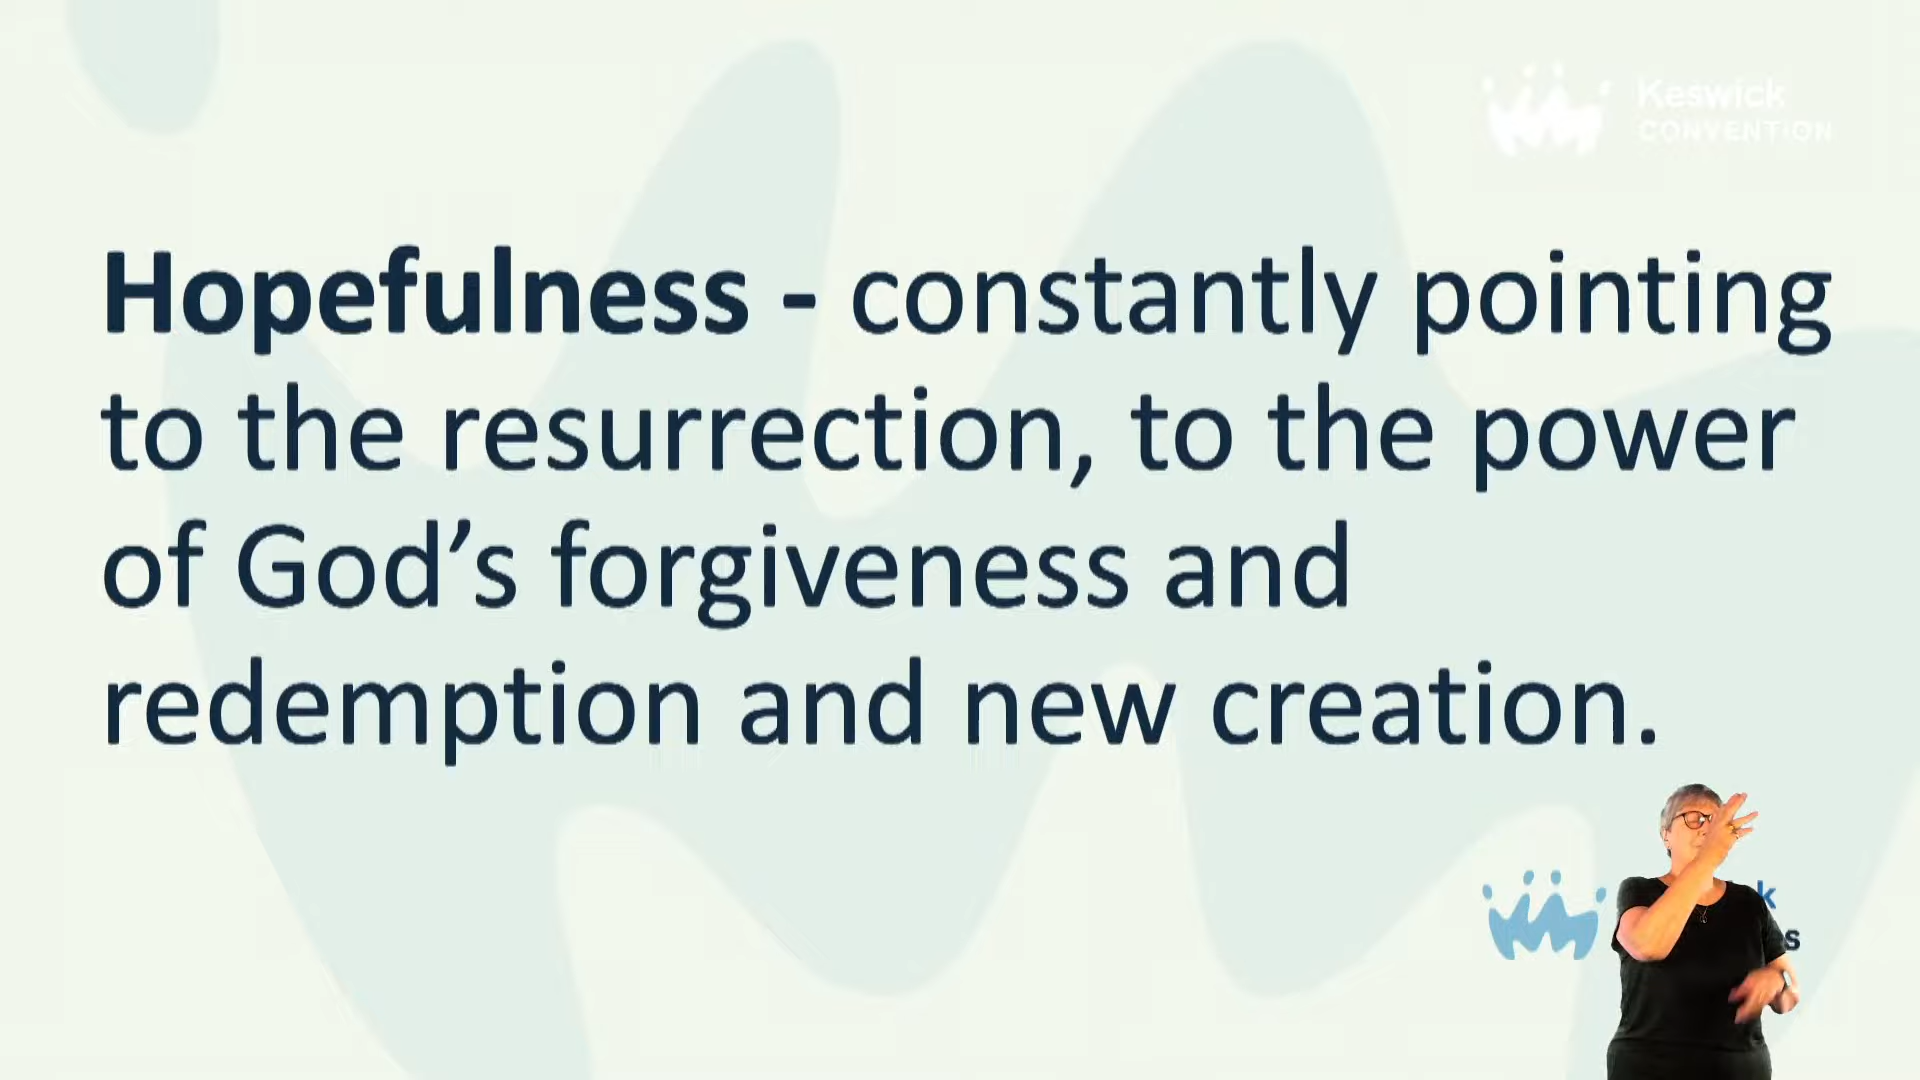 Keswick
CONVENTION
Hopefulness - constantly pointing
to the resurrection, to the power
of God’s forgiveness and
redemption and new creation.